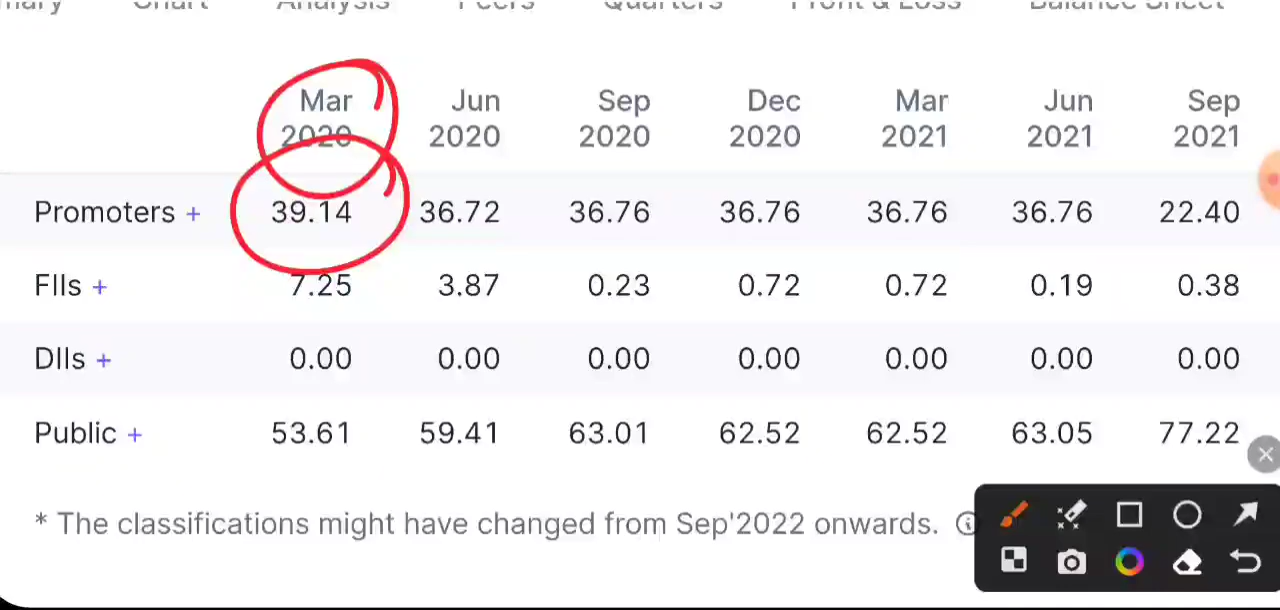 Chart Analysis Peers Quarters Profit & Loss Balance Sheet
Mar 2020 Jun 2020 Sep 2020 Dec 2020 Mar 2021 Jun 2021 Sep 2021
Promoters + 39.14 36.72 36.76 36.76 36.76 36.76 22.40
FIIs + 7.25 3.87 0.23 0.72 0.72 0.19 0.38
DIIs + 0.00 0.00 0.00 0.00 0.00 0.00 0.00
Public + 53.61 59.41 63.01 62.52 62.52 63.05 77.22
* The classifications might have changed from Sep'2022 onwards.